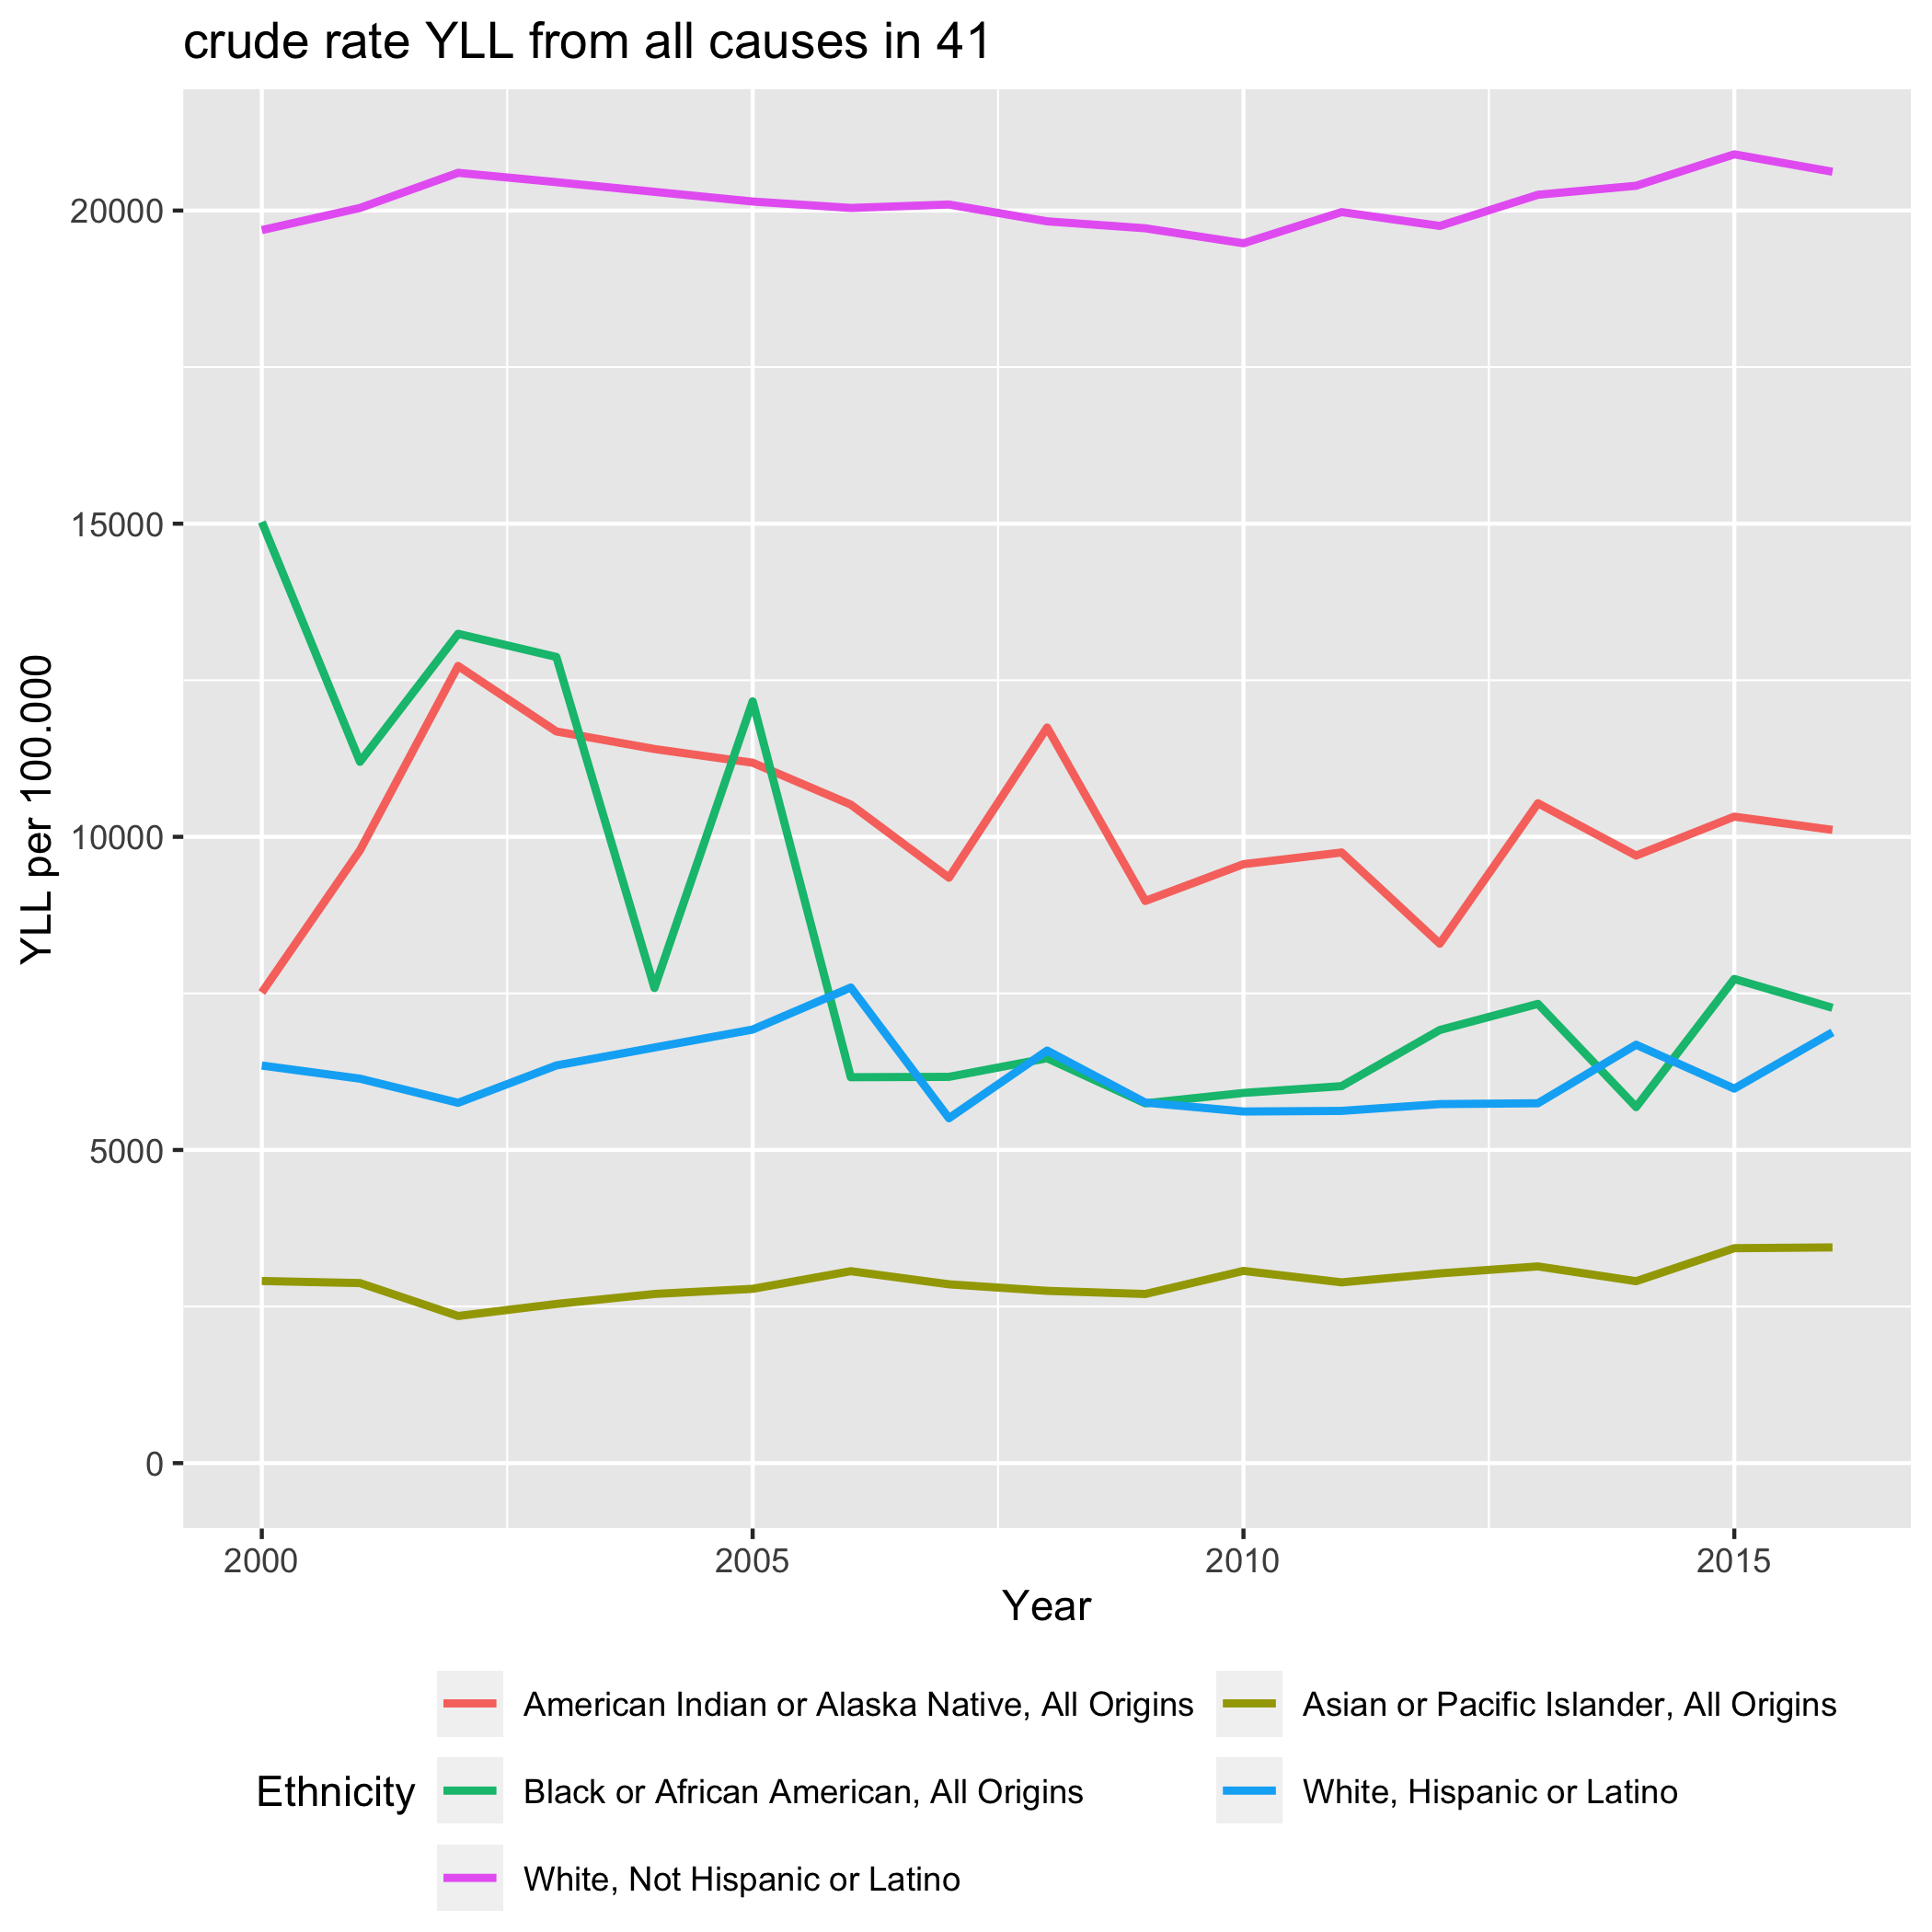 crude rate YLL from all causes in 41
YLL per 100.000
20000
15000
10000
5000
0
2000 2005 2010 2015
Year
Ethnicity
American Indian or Alaska Native, All Origins
Asian or Pacific Islander, All Origins
Black or African American, All Origins
White, Hispanic or Latino
White, Not Hispanic or Latino